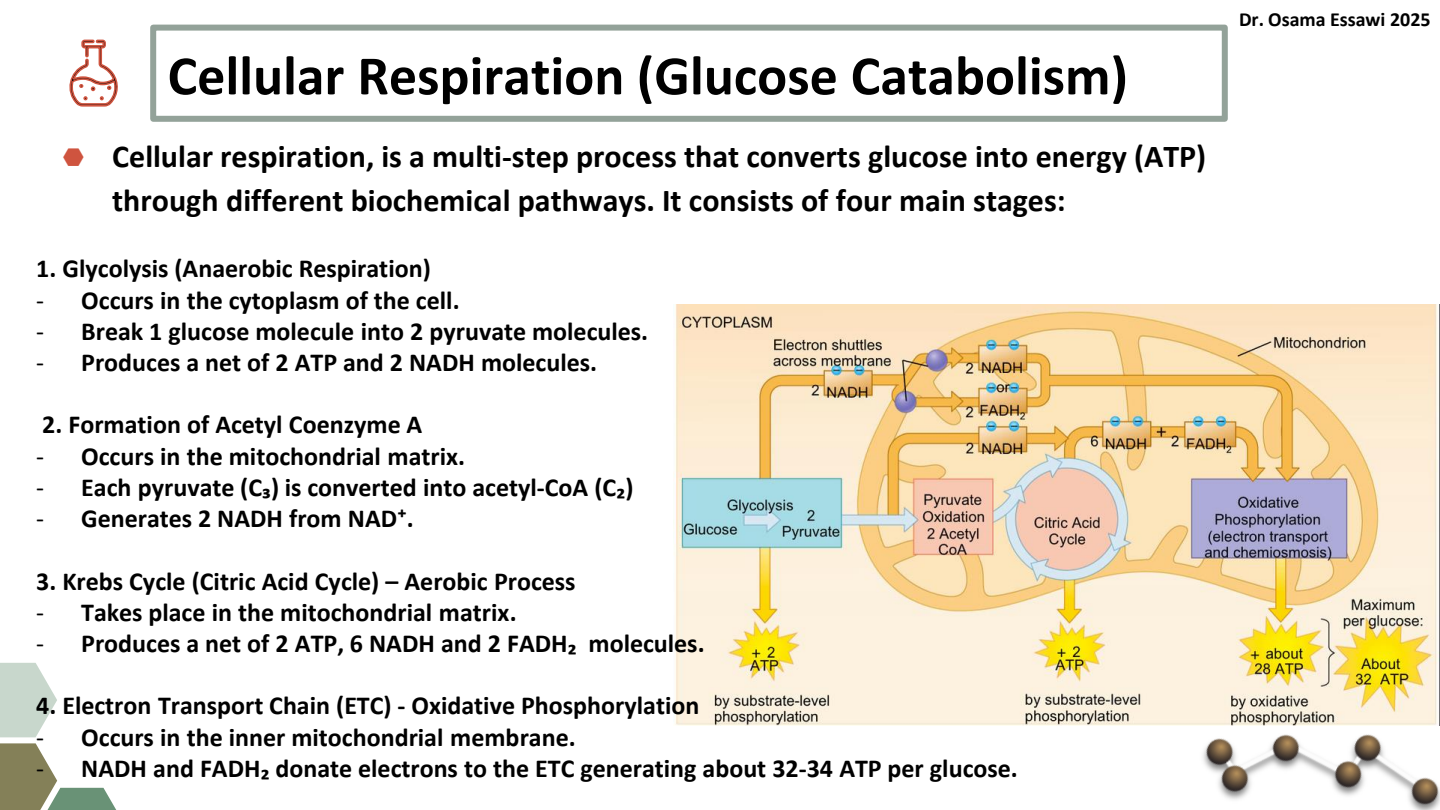 Dr. Osama Essawi 2025
Cellular Respiration (Glucose Catabolism)
Cellular respiration, is a multi-step process that converts glucose into energy (ATP)
through different biochemical pathways. It consists of four main stages:
1. Glycolysis (Anaerobic Respiration)
- Occurs in the cytoplasm of the cell.
- Break 1 glucose molecule into 2 pyruvate molecules.
- Produces a net of 2 ATP and 2 NADH molecules.
2. Formation of Acetyl Coenzyme A
- Occurs in the mitochondrial matrix.
- Each pyruvate (C₃) is converted into acetyl-CoA (C₂)
- Generates 2 NADH from NAD⁺.
3. Krebs Cycle (Citric Acid Cycle) – Aerobic Process
- Takes place in the mitochondrial matrix.
- Produces a net of 2 ATP, 6 NADH and 2 FADH₂ molecules.
4. Electron Transport Chain (ETC) - Oxidative Phosphorylation
- Occurs in the inner mitochondrial membrane.
- NADH and FADH₂ donate electrons to the ETC generating about 32-34 ATP per glucose.
CYTOPLASM
Electron shuttles
across membrane
Mitochondrion
2 NADH
2 NADH
or
2 FADH₂
2 NADH
6 NADH + 2 FADH₂
Glycolysis
Glucose
2
Pyruvate
Pyruvate
Oxidation
2 Acetyl
CoA
Citric Acid
Cycle
Oxidative
Phosphorylation
(electron transport
and chemiosmosis)
Maximum
per glucose:
+ 2
ATP
+ 2
ATP
+ about
28 ATP
About
32 ATP
by substrate-level
phosphorylation
by substrate-level
phosphorylation
by oxidative
phosphorylation